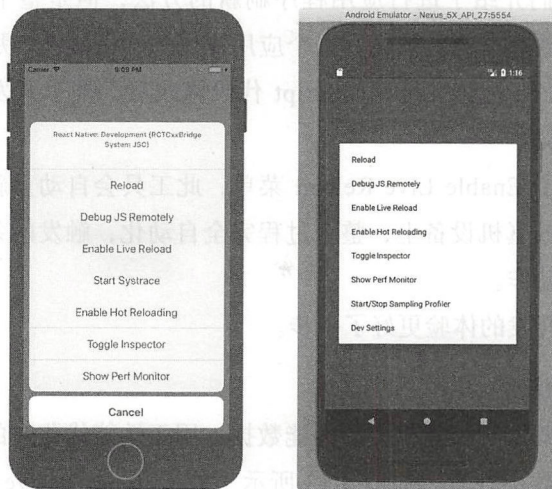 Carrier
9:09 PM
React Native: Development (RCTCxxBridge
System JSC)
Reload
Debug JS Remotely
Enable Live Reload
Start Systrace
Enable Hot Reloading
Toggle Inspector
Show Perf Monitor
Cancel
Android Emulator - Nexus_5X_API_27:5554
1:16
Reload
Debug JS Remotely
Enable Live Reload
Enable Hot Reloading
Toggle Inspector
Show Perf Monitor
Start/Stop Sampling Profiler
Dev Settings